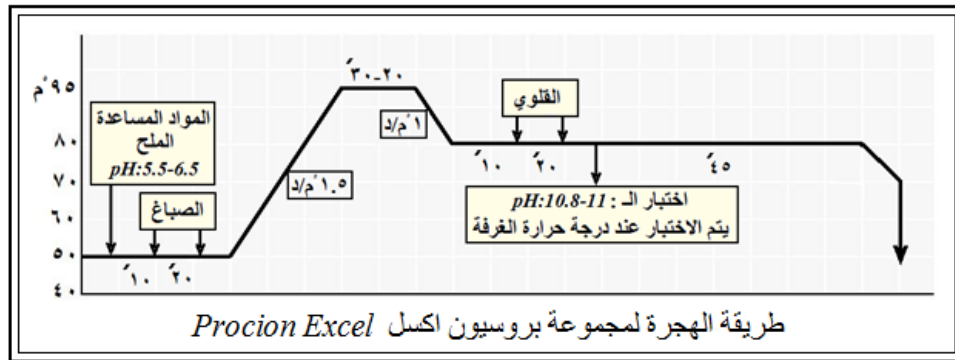 ٣٠-٢٠َ
٩٥°م
القلوي
المواد المساعدة
الملح
pH:5.5-6.5
١°م/د
٨٠
١٠َ
٢٠َ
٤٥َ
١.٥°م/د
٧٠
الصباغ
اختبار الـ : pH:10.8-11
يتم الاختبار عند درجة حرارة الغرفة
٦٠
٥٠
١٠َ
٢٠َ
٤٠
طريقة الهجرة لمجموعة بروسيون اكسل Procion Excel